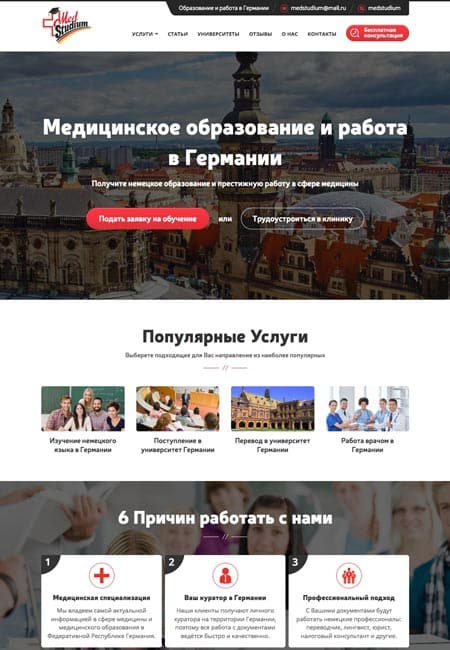 Med
Studium
Образование и работа в Германии
medstudium@mail.ru
medstudium
УСЛУГИ
СТАТЬИ
УНИВЕРСИТЕТЫ
ОТЗЫВЫ
О НАС
КОНТАКТЫ
Бесплатная
консультация
Медицинское образование и работа
в Германии
Получите немецкое образование и престижную работу в сфере медицины
Подать заявку на обучение
или
Трудоустроиться в клинику
Популярные Услуги
Выберете подходящее для Вас направление из наиболее популярных
//
Изучение немецкого
языка в Германии
Поступление в
университет Германии
Перевод в университет
Германии
Работа врачом в
Германии
6 Причин работать с нами
//
1
Медицинская специализация
Мы владеем самой актуальной
информацией в сфере медицины и
медицинского образования в
Федеративной Республике Германия.
2
Ваш куратор в Германии
Наши клиенты получают личного
куратора на территории Германии,
поэтому вся работа с документами
ведётся быстро и качественно.
3
Профессиональный подход
С Вашими документами будут
работать немецкие профессионалы:
переводчик, лингвист, юрист,
налоговый консультант и другие.